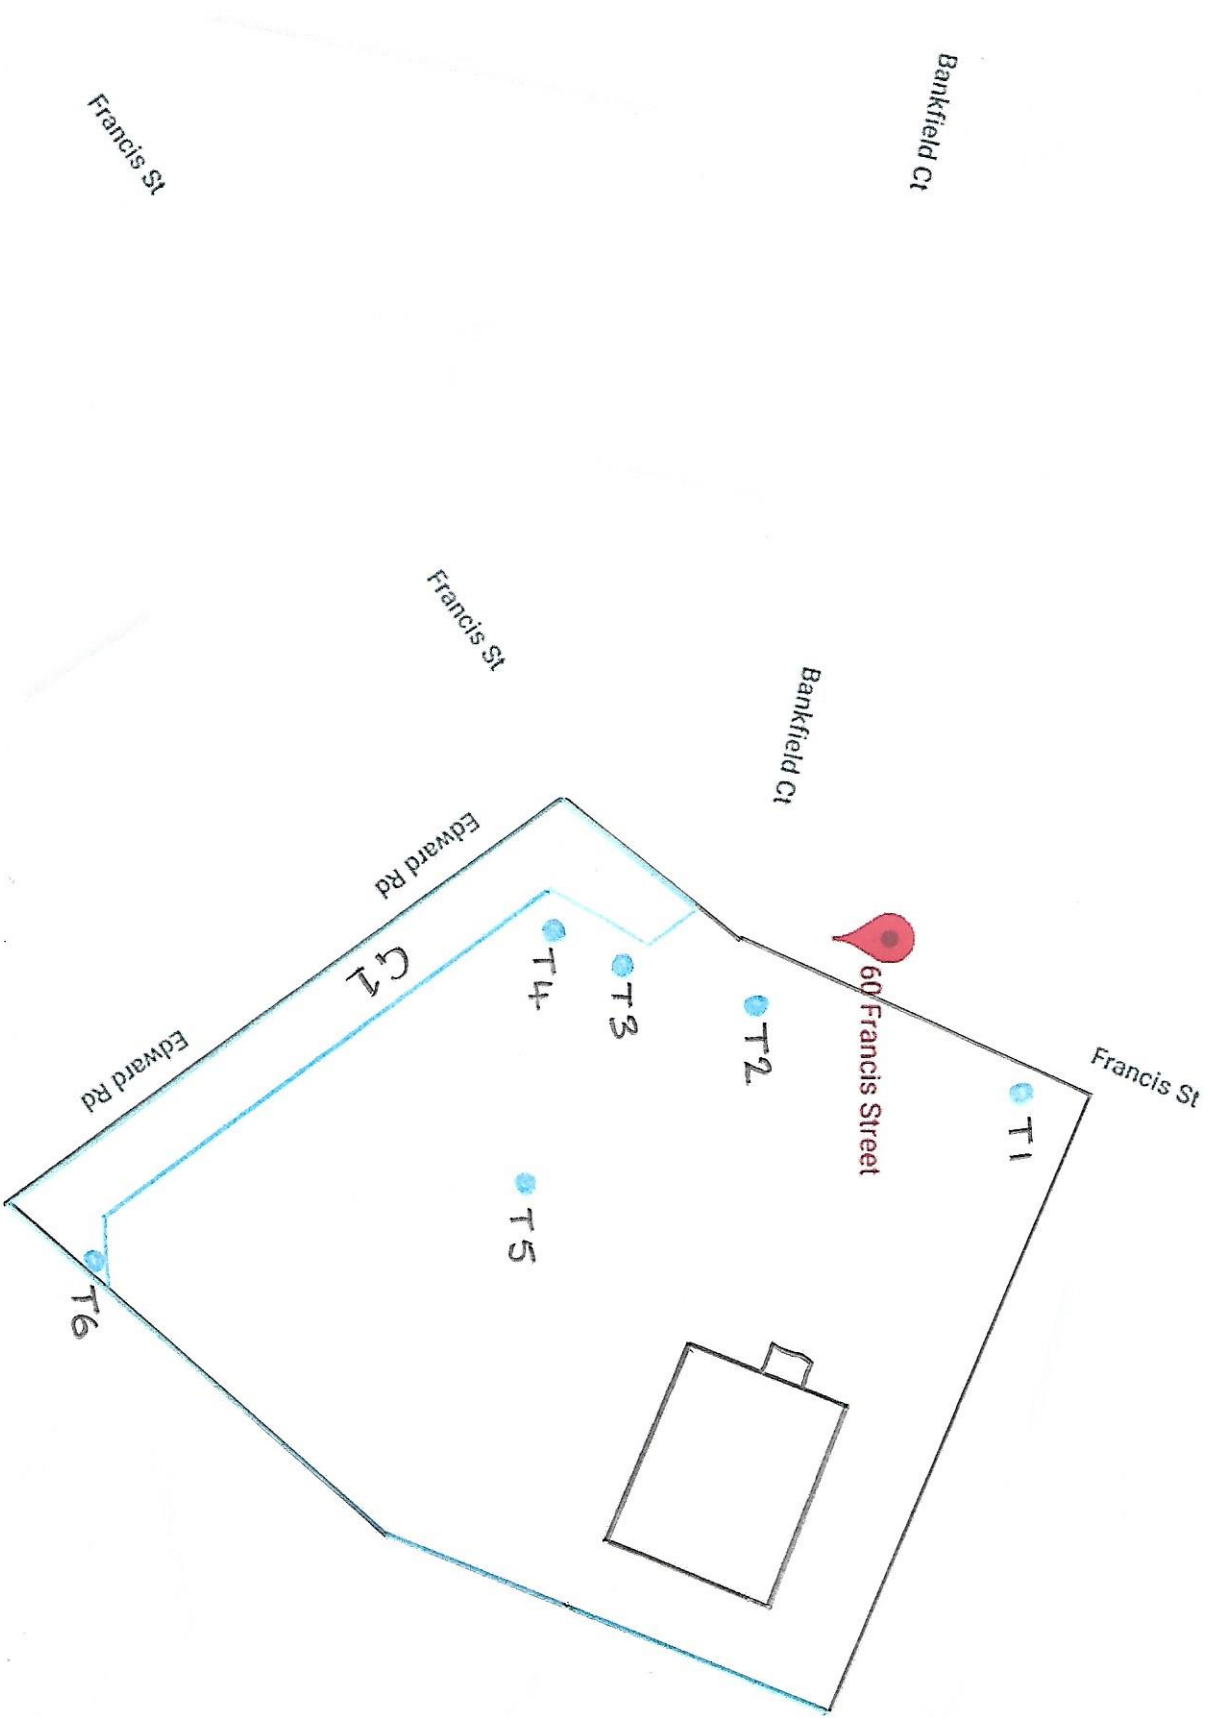 Bankfield Ct
Francis St
Francis St
Bankfield Ct
Edward Rd
60 Francis Street
Francis St
T1
T2
T3
T4
G1
Edward Rd
T5
T6